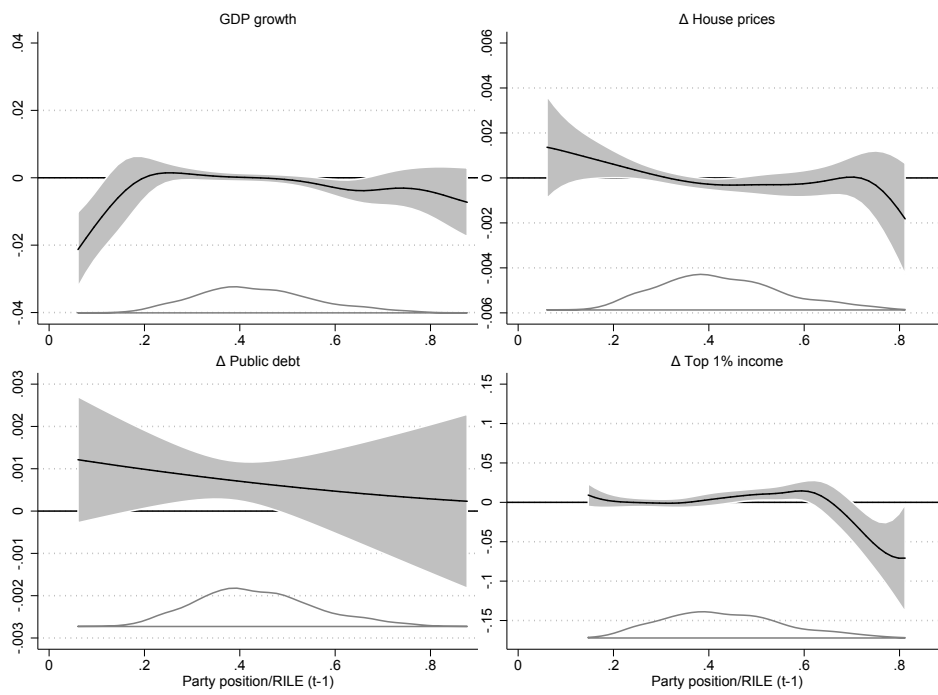 GDP growth
.04
.02
0
-.02
-.04
0 .2 .4 .6 .8
Δ House prices
.006
.004
.002
0
-.002
-.004
-.006
0 .2 .4 .6 .8
Δ Public debt
.003
.002
.001
0
-.001
-.002
-.003
0 .2 .4 .6 .8
Party position/RILE (t-1)
Δ Top 1% income
.15
.1
.05
0
-.05
-.1
-.15
0 .2 .4 .6 .8
Party position/RILE (t-1)